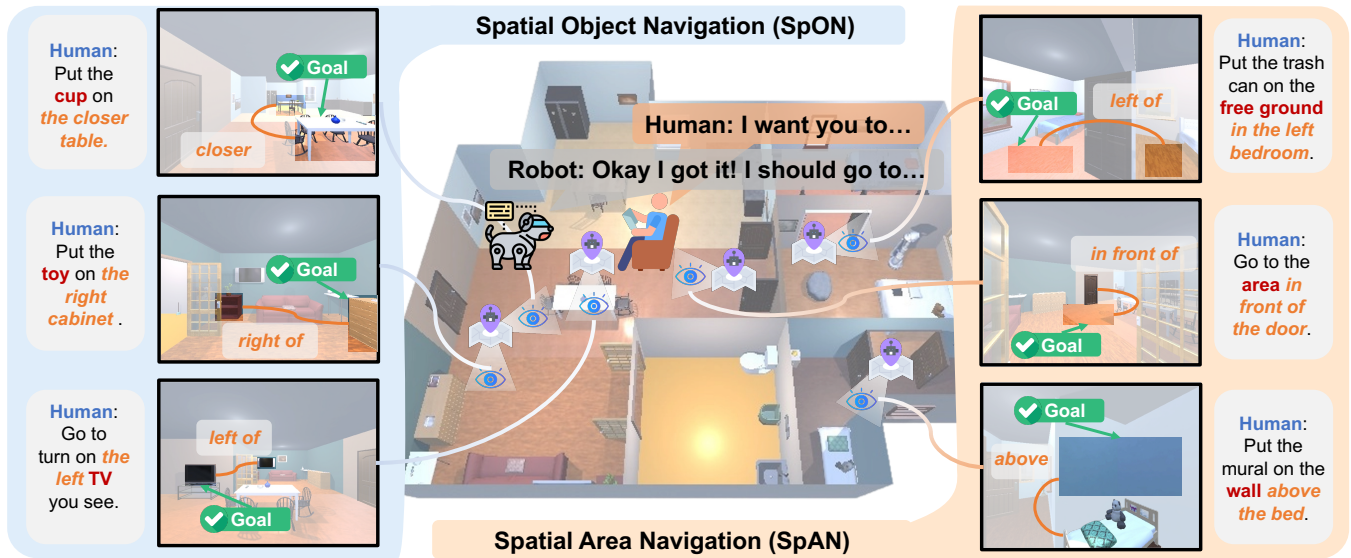 Spatial Object Navigation (SpON)
Human:
Put the
cup on
the closer
table.
Goal
closer
Human:
Put the
toy on the
right
cabinet .
Goal
right of
Human:
Go to
turn on the
left TV
you see.
left of
Goal
Human: I want you to…
Robot: Okay I got it! I should go to…
Goal
left of
Human:
Put the trash
can on the
free ground
in the left
bedroom.
in front of
Goal
Human:
Go to the
area in
front of
the door.
Goal
above
Human:
Put the
mural on the
wall above
the bed.
Spatial Area Navigation (SpAN)